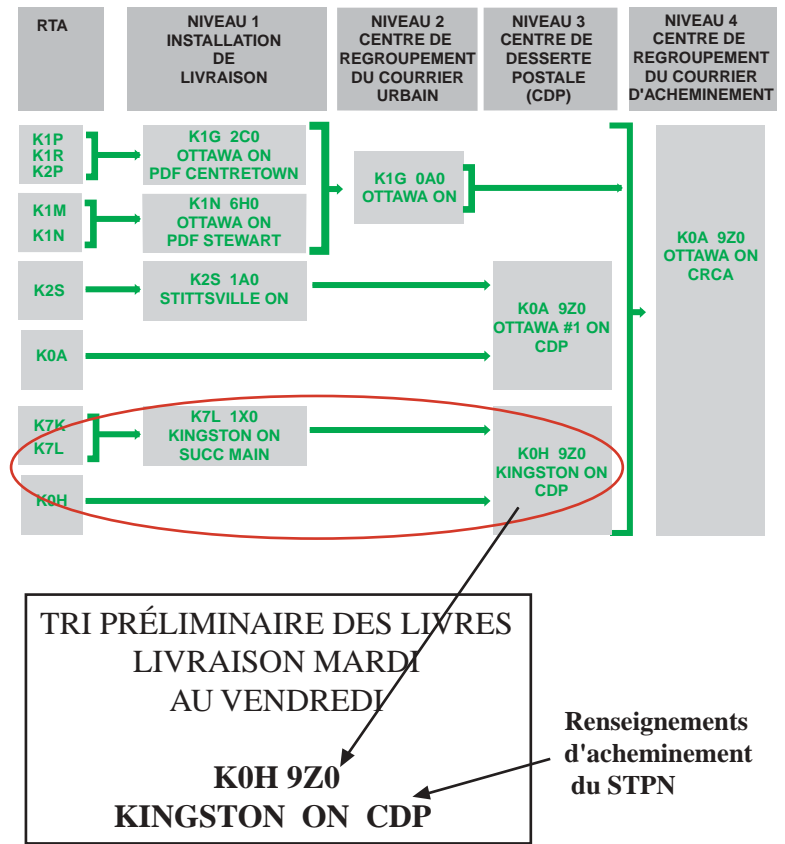 RTA
NIVEAU 1
INSTALLATION
DE
LIVRAISON
NIVEAU 2
CENTRE DE
REGROUPEMENT
DU COURRIER
URBAIN
NIVEAU 3
CENTRE DE
DESSERTE
POSTALE
(CDP)
NIVEAU 4
CENTRE DE
REGROUPEMENT
DU COURRIER
D'ACHEMINEMENT
K1P
K1R
K2P
K1G 2C0
OTTAWA ON
PDF CENTRETOWN
K1M
K1N
K1N 6H0
OTTAWA ON
PDF STEWART
K1G 0A0
OTTAWA ON
K2S
K2S 1A0
STITTSVILLE ON
K0A
K0A 9Z0
OTTAWA #1 ON
CDP
K7K
K7L
K7L 1X0
KINGSTON ON
SUCC MAIN
K0H
K0H 9Z0
KINGSTON ON
CDP
K0A 9Z0
OTTAWA ON
CRCA
TRI PRÉLIMINAIRE DES LIVRES
LIVRAISON MARDI
AU VENDREDI
K0H 9Z0
KINGSTON ON CDP
Renseignements
d'acheminement
du STPN